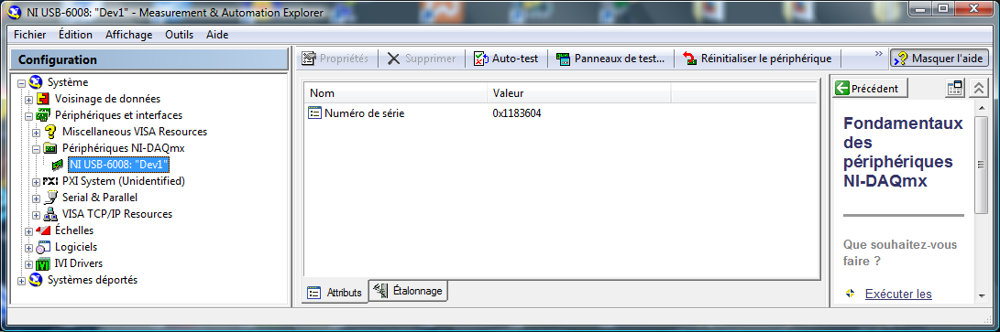 NI USB-6008: "Dev1" - Measurement & Automation Explorer
Fichier Édition Affichage Outils Aide
Configuration
Système
Voisinage de données
Périphériques et interfaces
Miscellaneous VISA Resources
Périphériques NI-DAQmx
NI USB-6008: "Dev1"
PXI PXI System (Unidentified)
Serial & Parallel
VISA TCP/IP Resources
Échelles
Logiciels
IVI Drivers
Systèmes déportés
Propriétés Supprimer Auto-test Panneaux de test... Réinitialiser le périphérique » Masquer l'aide
Nom Valeur
Numéro de série 0x1183604
Attributs Étalonnage
Précédent
Fondamentaux
des
périphériques
NI-DAQmx
Que souhaitez-vous
faire ?
Exécuter les